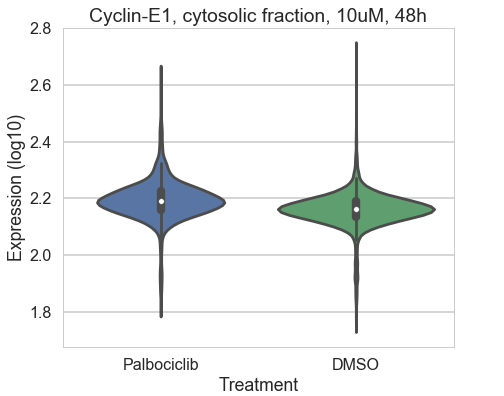 Cyclin-E1, cytosolic fraction, 10uM, 48h
2.8
2.6
2.4
2.2
2.0
1.8
Expression (log10)
Palbociclib DMSO
Treatment